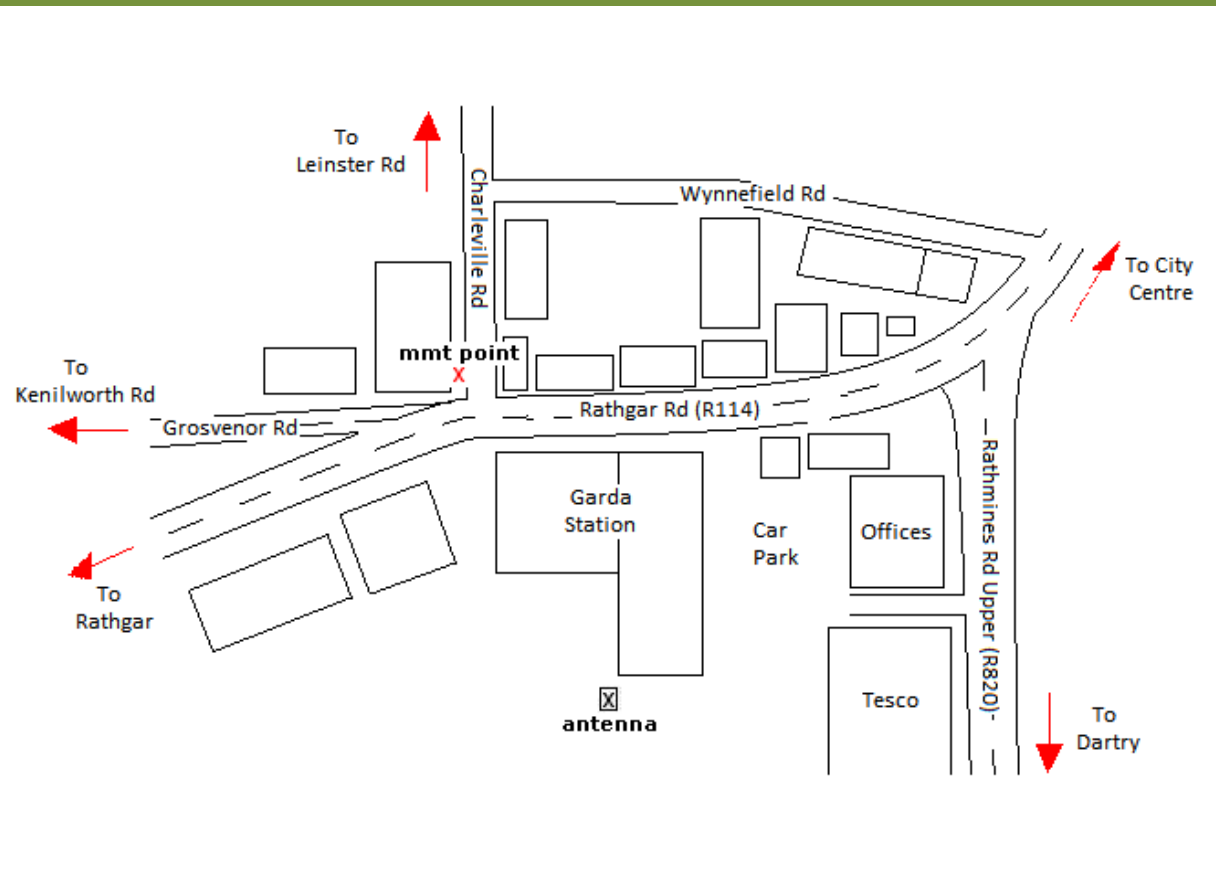 To
Leinster Rd
Charleville Rd
Wynnefield Rd
To City
Centre
mmt point
X
To
Kenilworth Rd
Grosvenor Rd
Rathgar Rd (R114)
Rathmines Rd Upper (R820)
Garda
Station
Car
Park
Offices
To
Rathgar
X
antenna
Tesco
To
Dartry